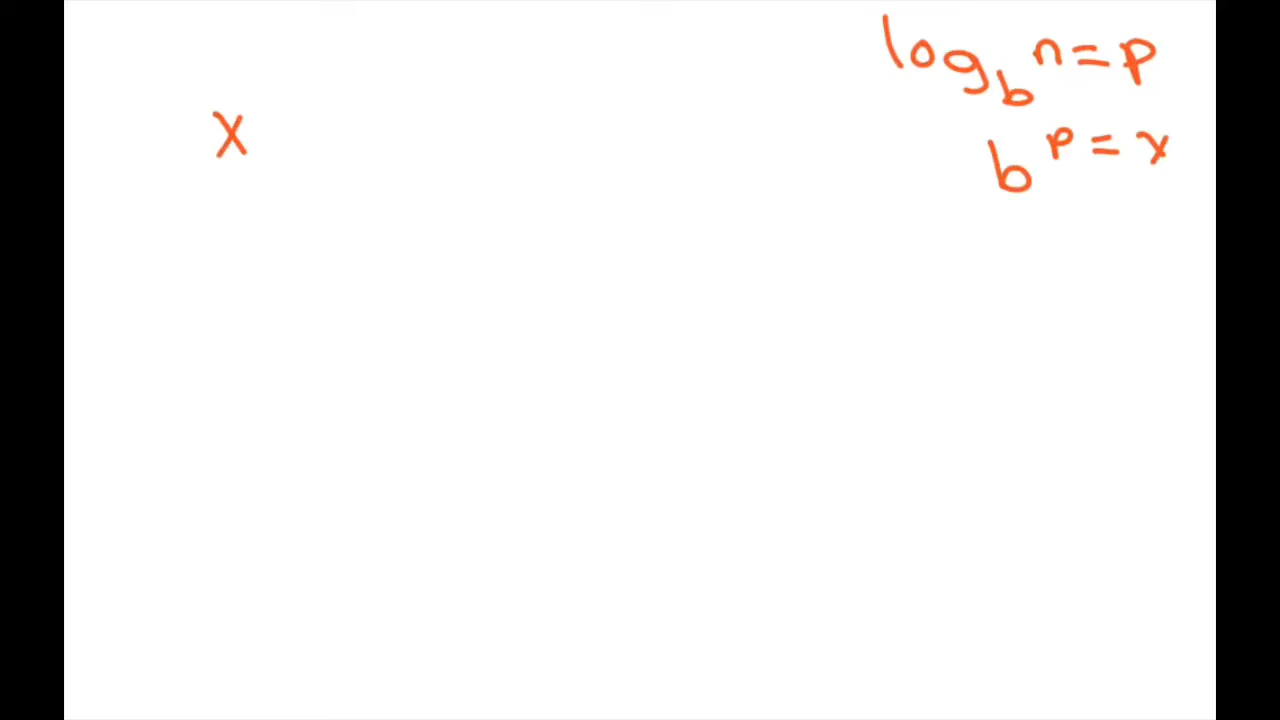 log_b n = p
b^p = x
X